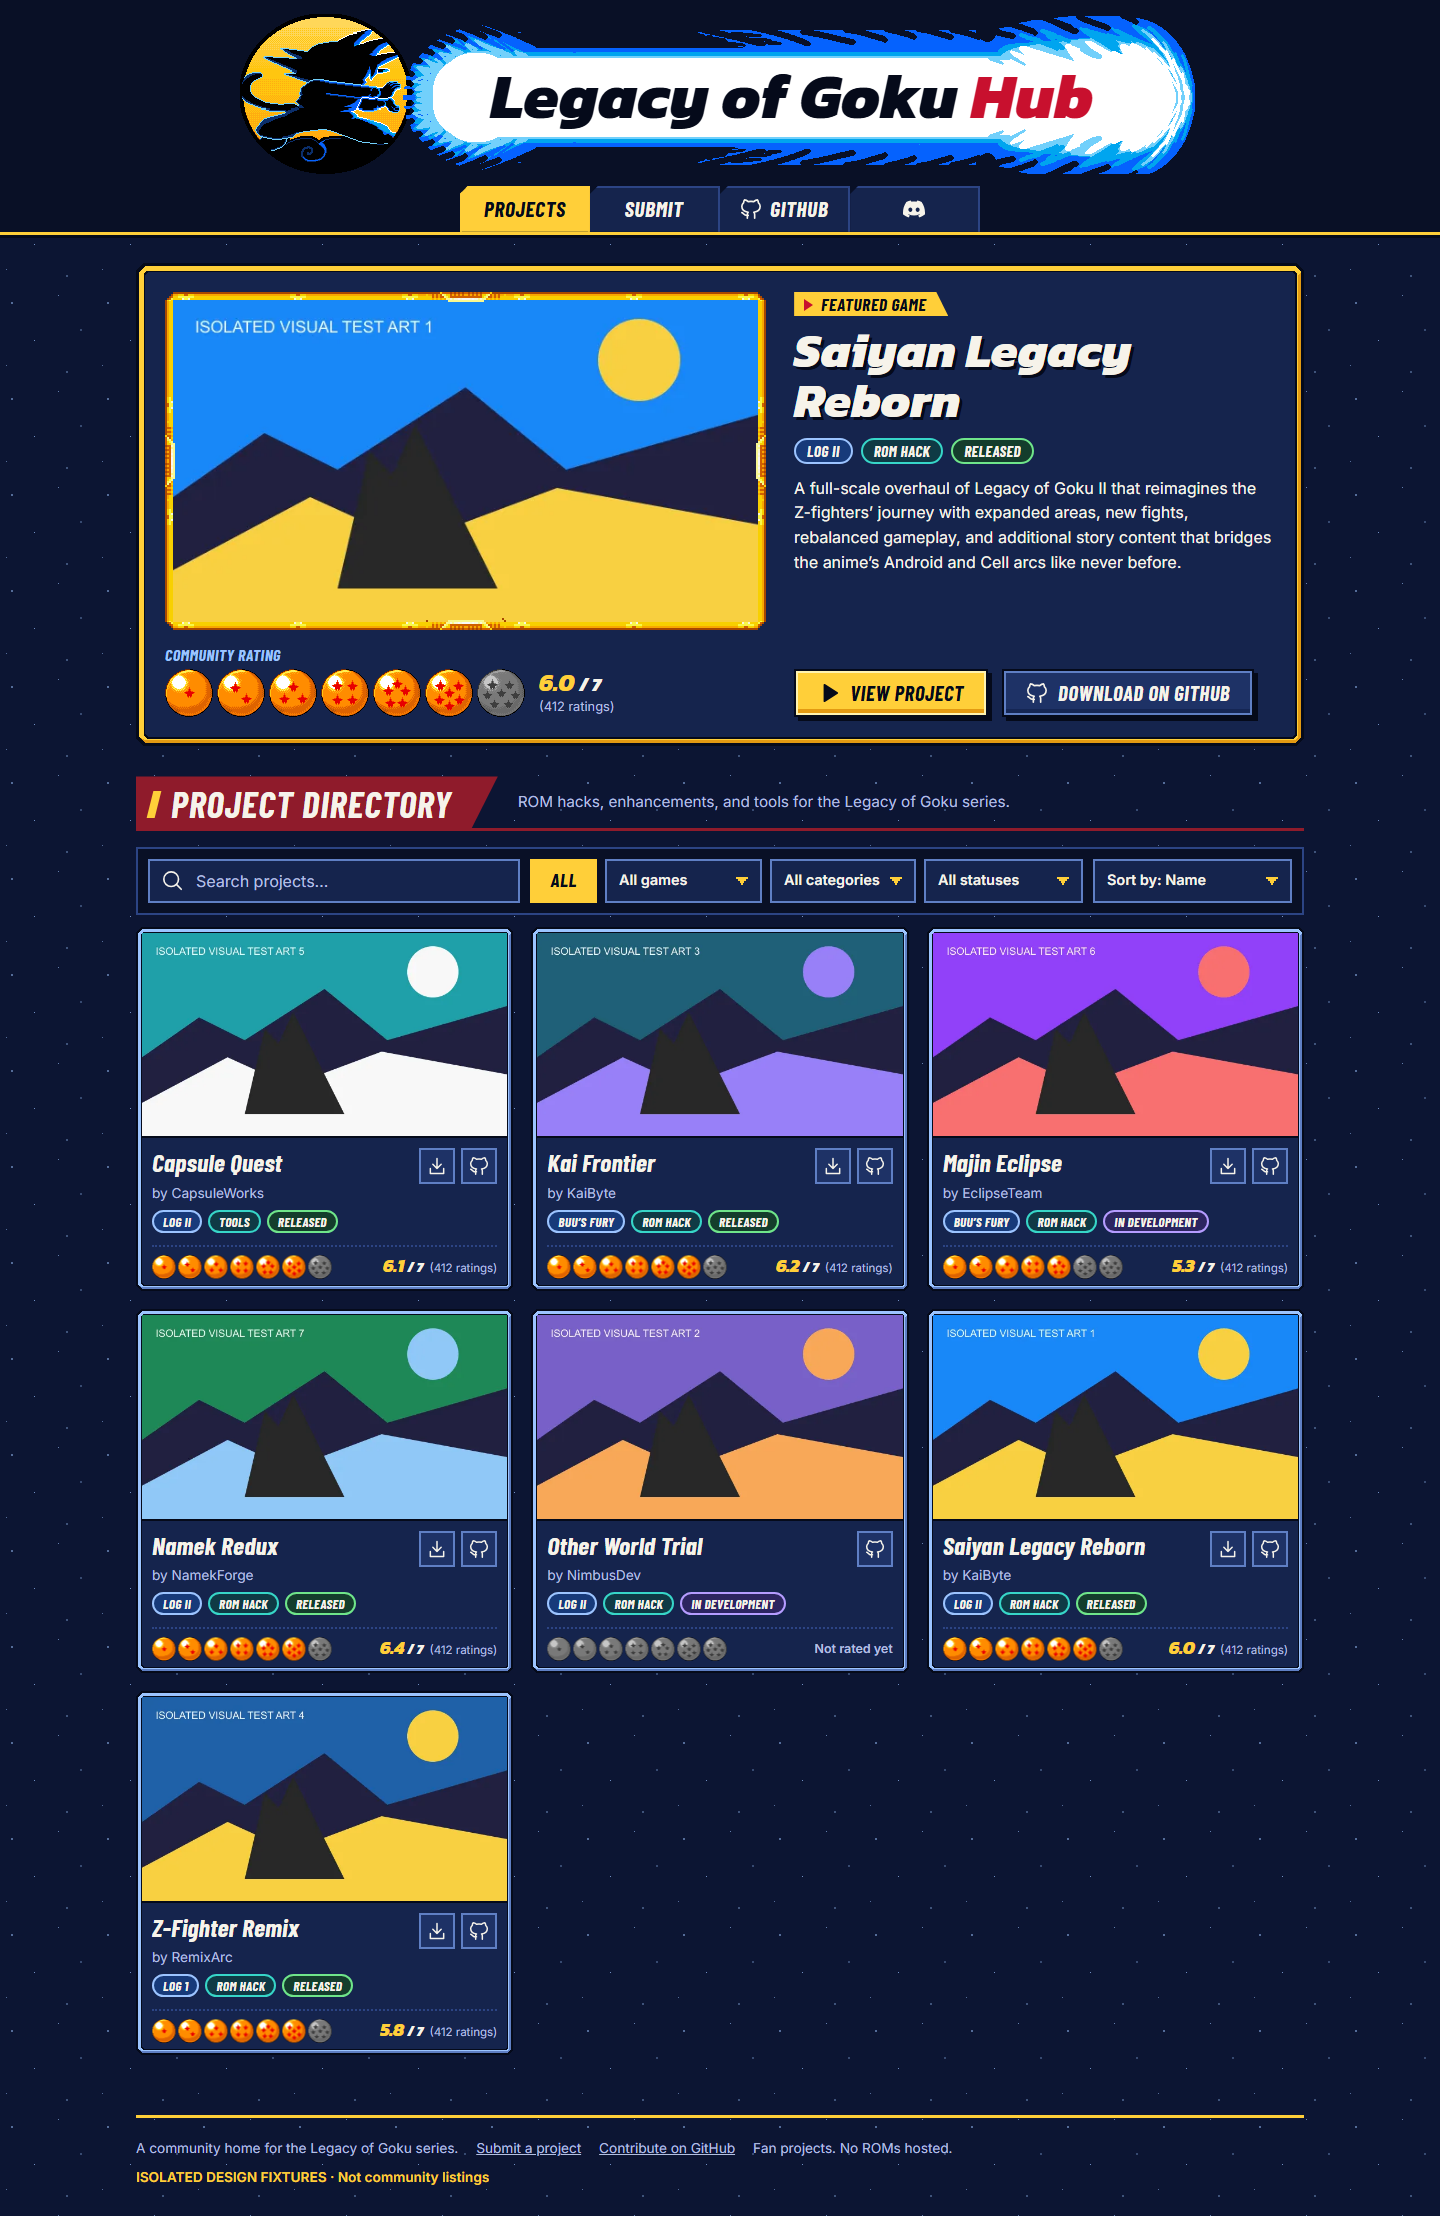 Legacy of Goku Hub
PROJECTS
SUBMIT
GITHUB
ISOLATED VISUAL TEST ART 1
FEATURED GAME
Saiyan Legacy
Reborn
LOG II
ROM HACK
RELEASED
A full-scale overhaul of Legacy of Goku II that reimagines the
Z-fighters’ journey with expanded areas, new fights,
rebalanced gameplay, and additional story content that bridges
the anime’s Android and Cell arcs like never before.
COMMUNITY RATING
6.0 / 7
(412 ratings)
VIEW PROJECT
DOWNLOAD ON GITHUB
PROJECT DIRECTORY
ROM hacks, enhancements, and tools for the Legacy of Goku series.
Search projects...
ALL
All games
All categories
All statuses
Sort by: Name
ISOLATED VISUAL TEST ART 5
Capsule Quest
by CapsuleWorks
LOG II
TOOLS
RELEASED
6.1 / 7 (412 ratings)
ISOLATED VISUAL TEST ART 3
Kai Frontier
by KaiByte
BUU'S FURY
ROM HACK
RELEASED
6.2 / 7 (412 ratings)
ISOLATED VISUAL TEST ART 6
Majin Eclipse
by EclipseTeam
BUU'S FURY
ROM HACK
IN DEVELOPMENT
5.3 / 7 (412 ratings)
ISOLATED VISUAL TEST ART 7
Namek Redux
by NamekForge
LOG II
ROM HACK
RELEASED
6.4 / 7 (412 ratings)
ISOLATED VISUAL TEST ART 2
Other World Trial
by NimbusDev
LOG II
ROM HACK
IN DEVELOPMENT
Not rated yet
ISOLATED VISUAL TEST ART 1
Saiyan Legacy Reborn
by KaiByte
LOG II
ROM HACK
RELEASED
6.0 / 7 (412 ratings)
ISOLATED VISUAL TEST ART 4
Z-Fighter Remix
by RemixArc
LOG 1
ROM HACK
RELEASED
5.8 / 7 (412 ratings)
A community home for the Legacy of Goku series. Submit a project Contribute on GitHub Fan projects. No ROMs hosted.
ISOLATED DESIGN FIXTURES · Not community listings